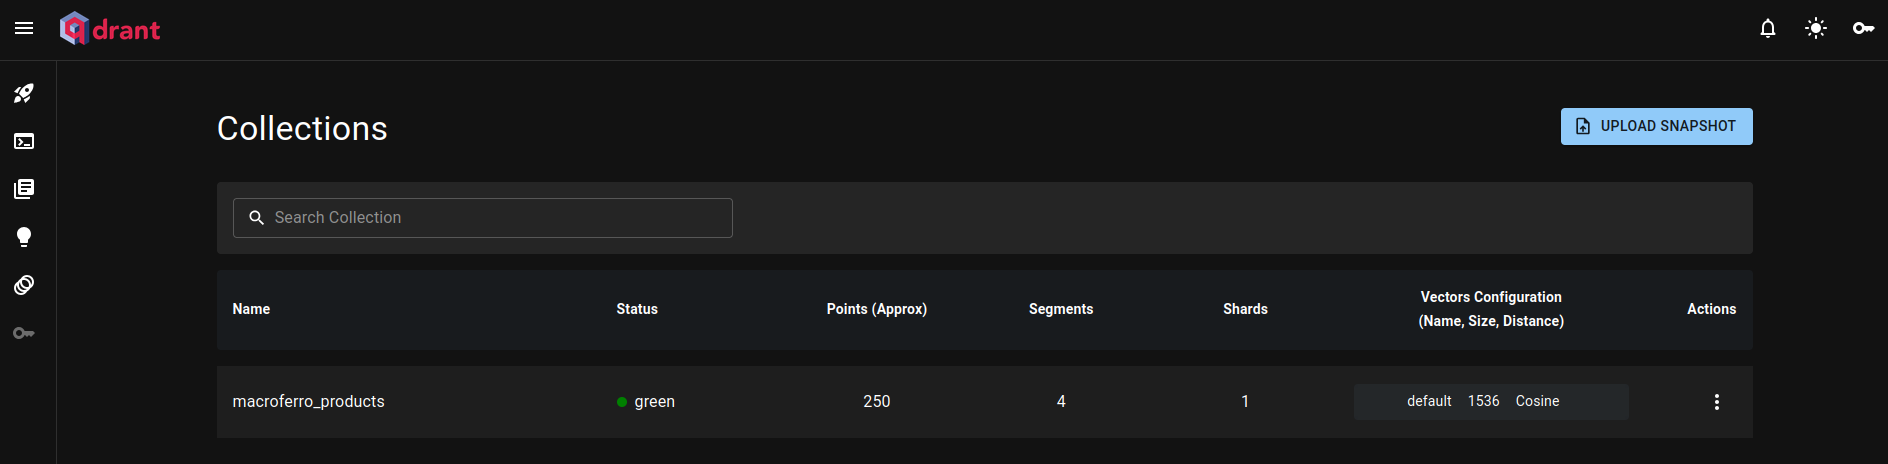 qdrant
Collections
UPLOAD SNAPSHOT
Search Collection
Name Status Points (Approx) Segments Shards Vectors Configuration (Name, Size, Distance) Actions
macroferro_products green 250 4 1 default 1536 Cosine